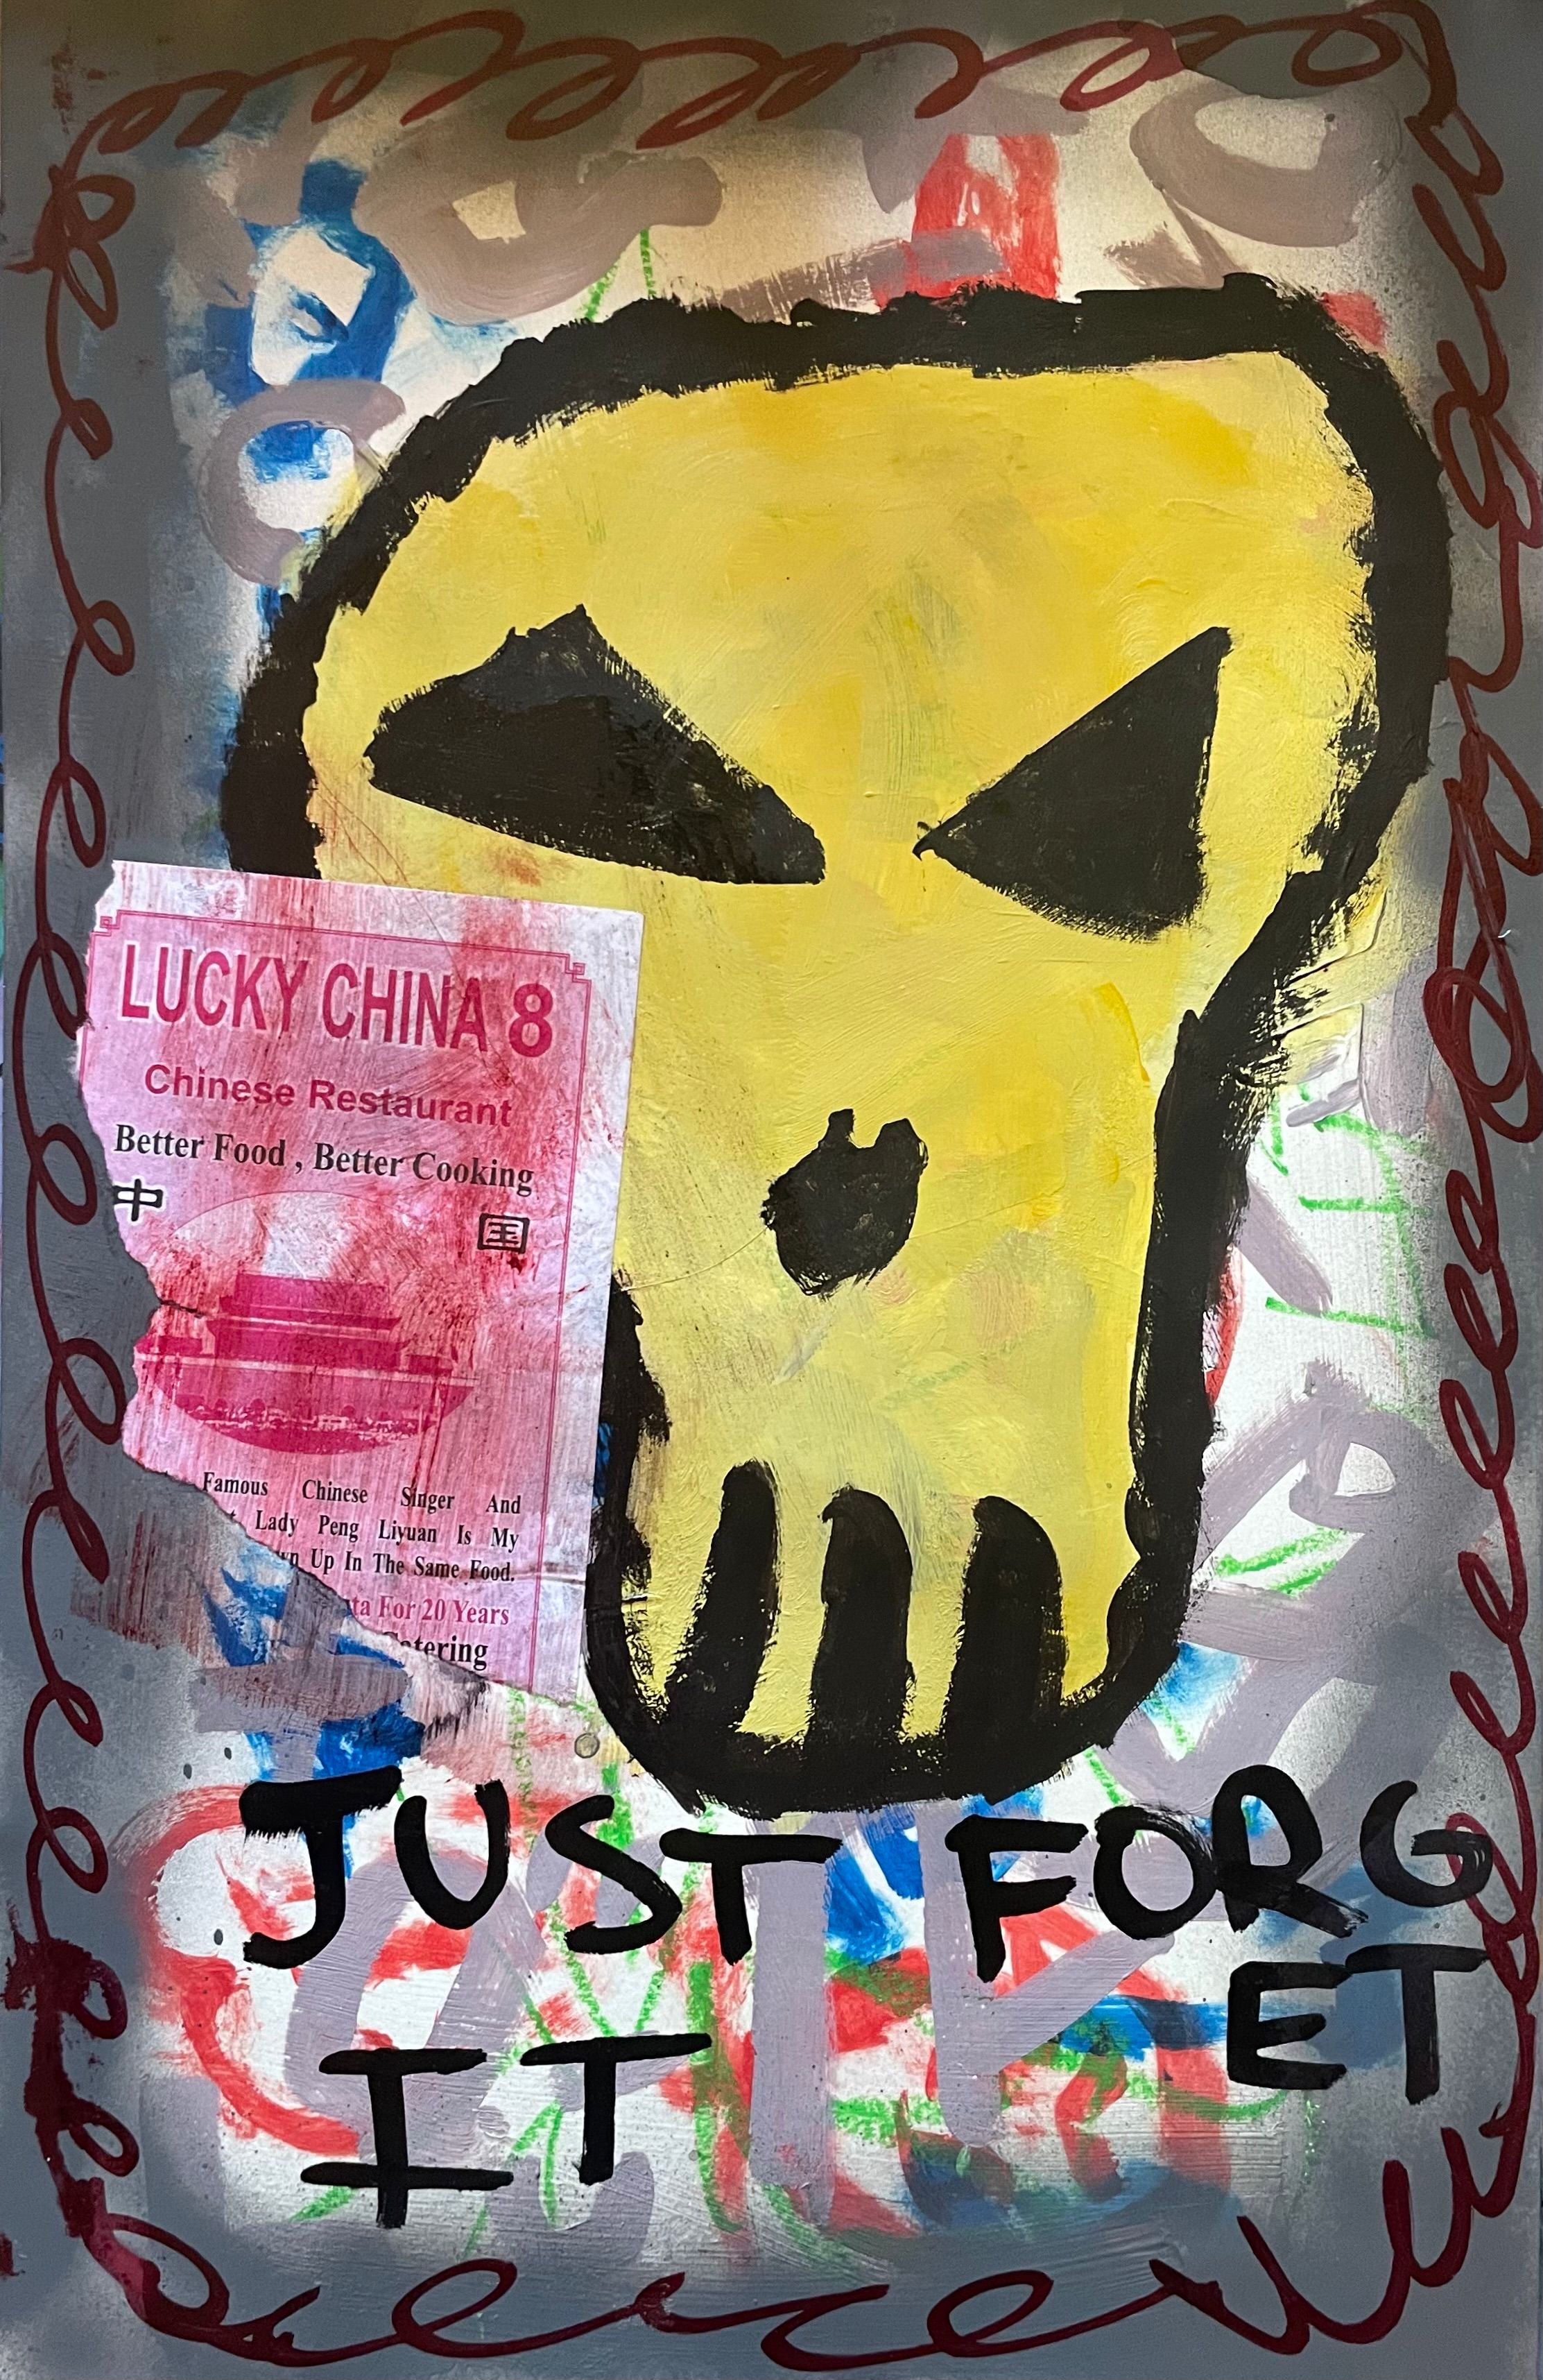 LUCKY CHINA 8
Chinese Restaurant
Better Food , Better Cooking
中 国
Famous Chinese Singer And
Lady Peng Liyuan Is My
Up In The Same Food.
For 20 Years
JUST FORG
ET
IT